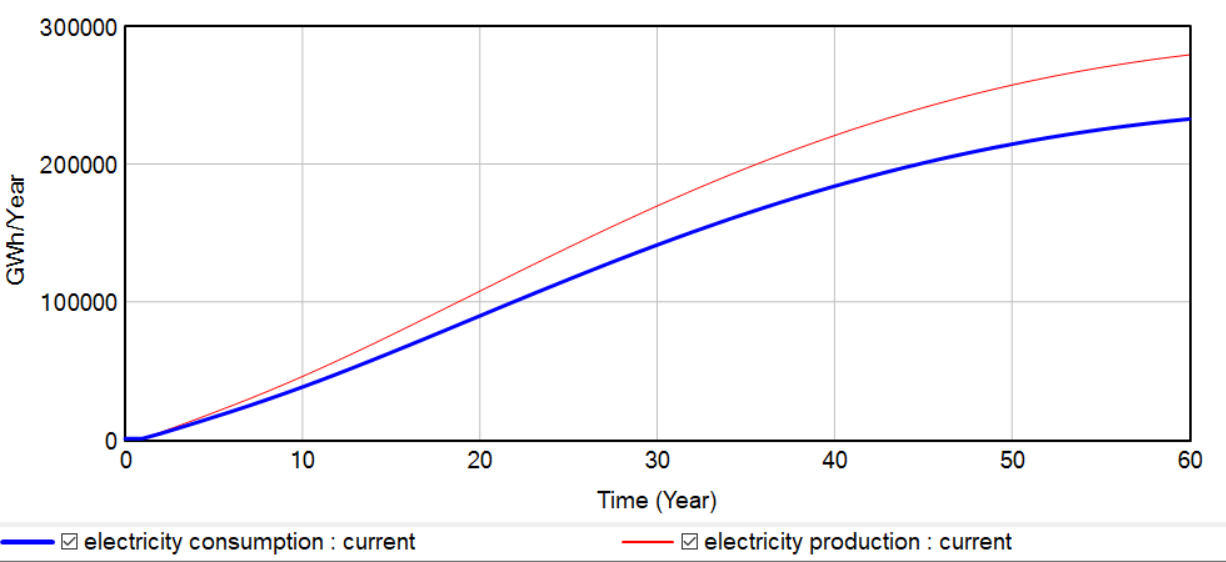 300000
200000
100000
0
GWh/Year
0 10 20 30 40 50 60
Time (Year)
electricity consumption : current electricity production : current